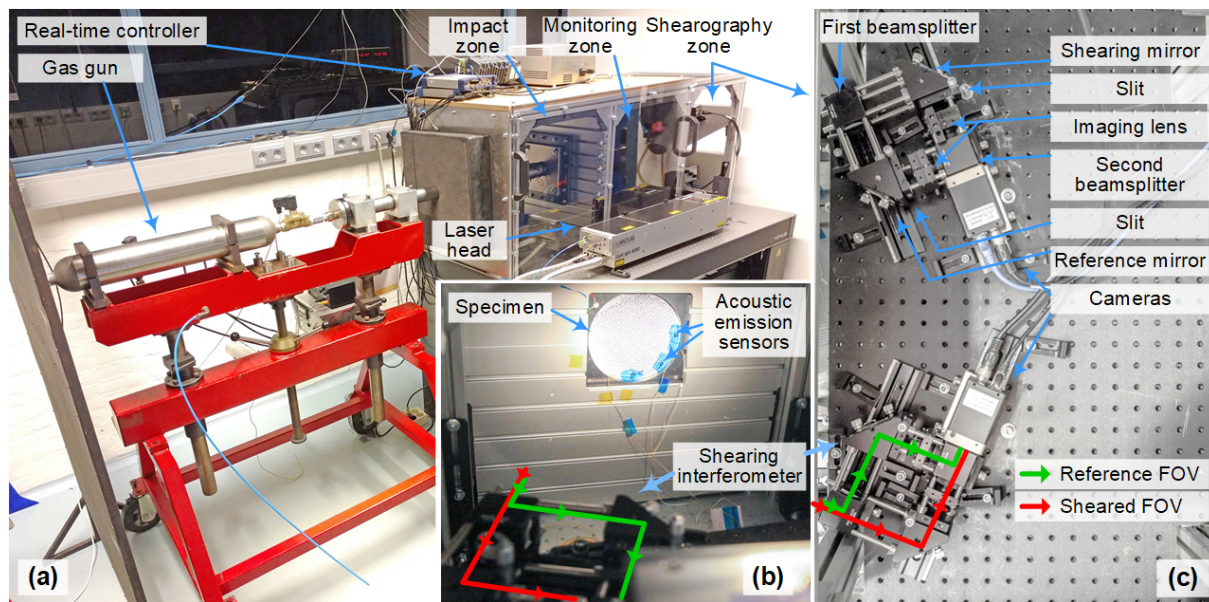 Real-time controller
Gas gun
Impact
zone
Monitoring
zone
Shearography
zone
Laser
head
(a)
Specimen
Acoustic
emission
sensors
Shearing
interferometer
(b)
First beamsplitter
Shearing mirror
Slit
Imaging lens
Second
beamsplitter
Slit
Reference mirror
Cameras
Reference FOV
Sheared FOV
(c)